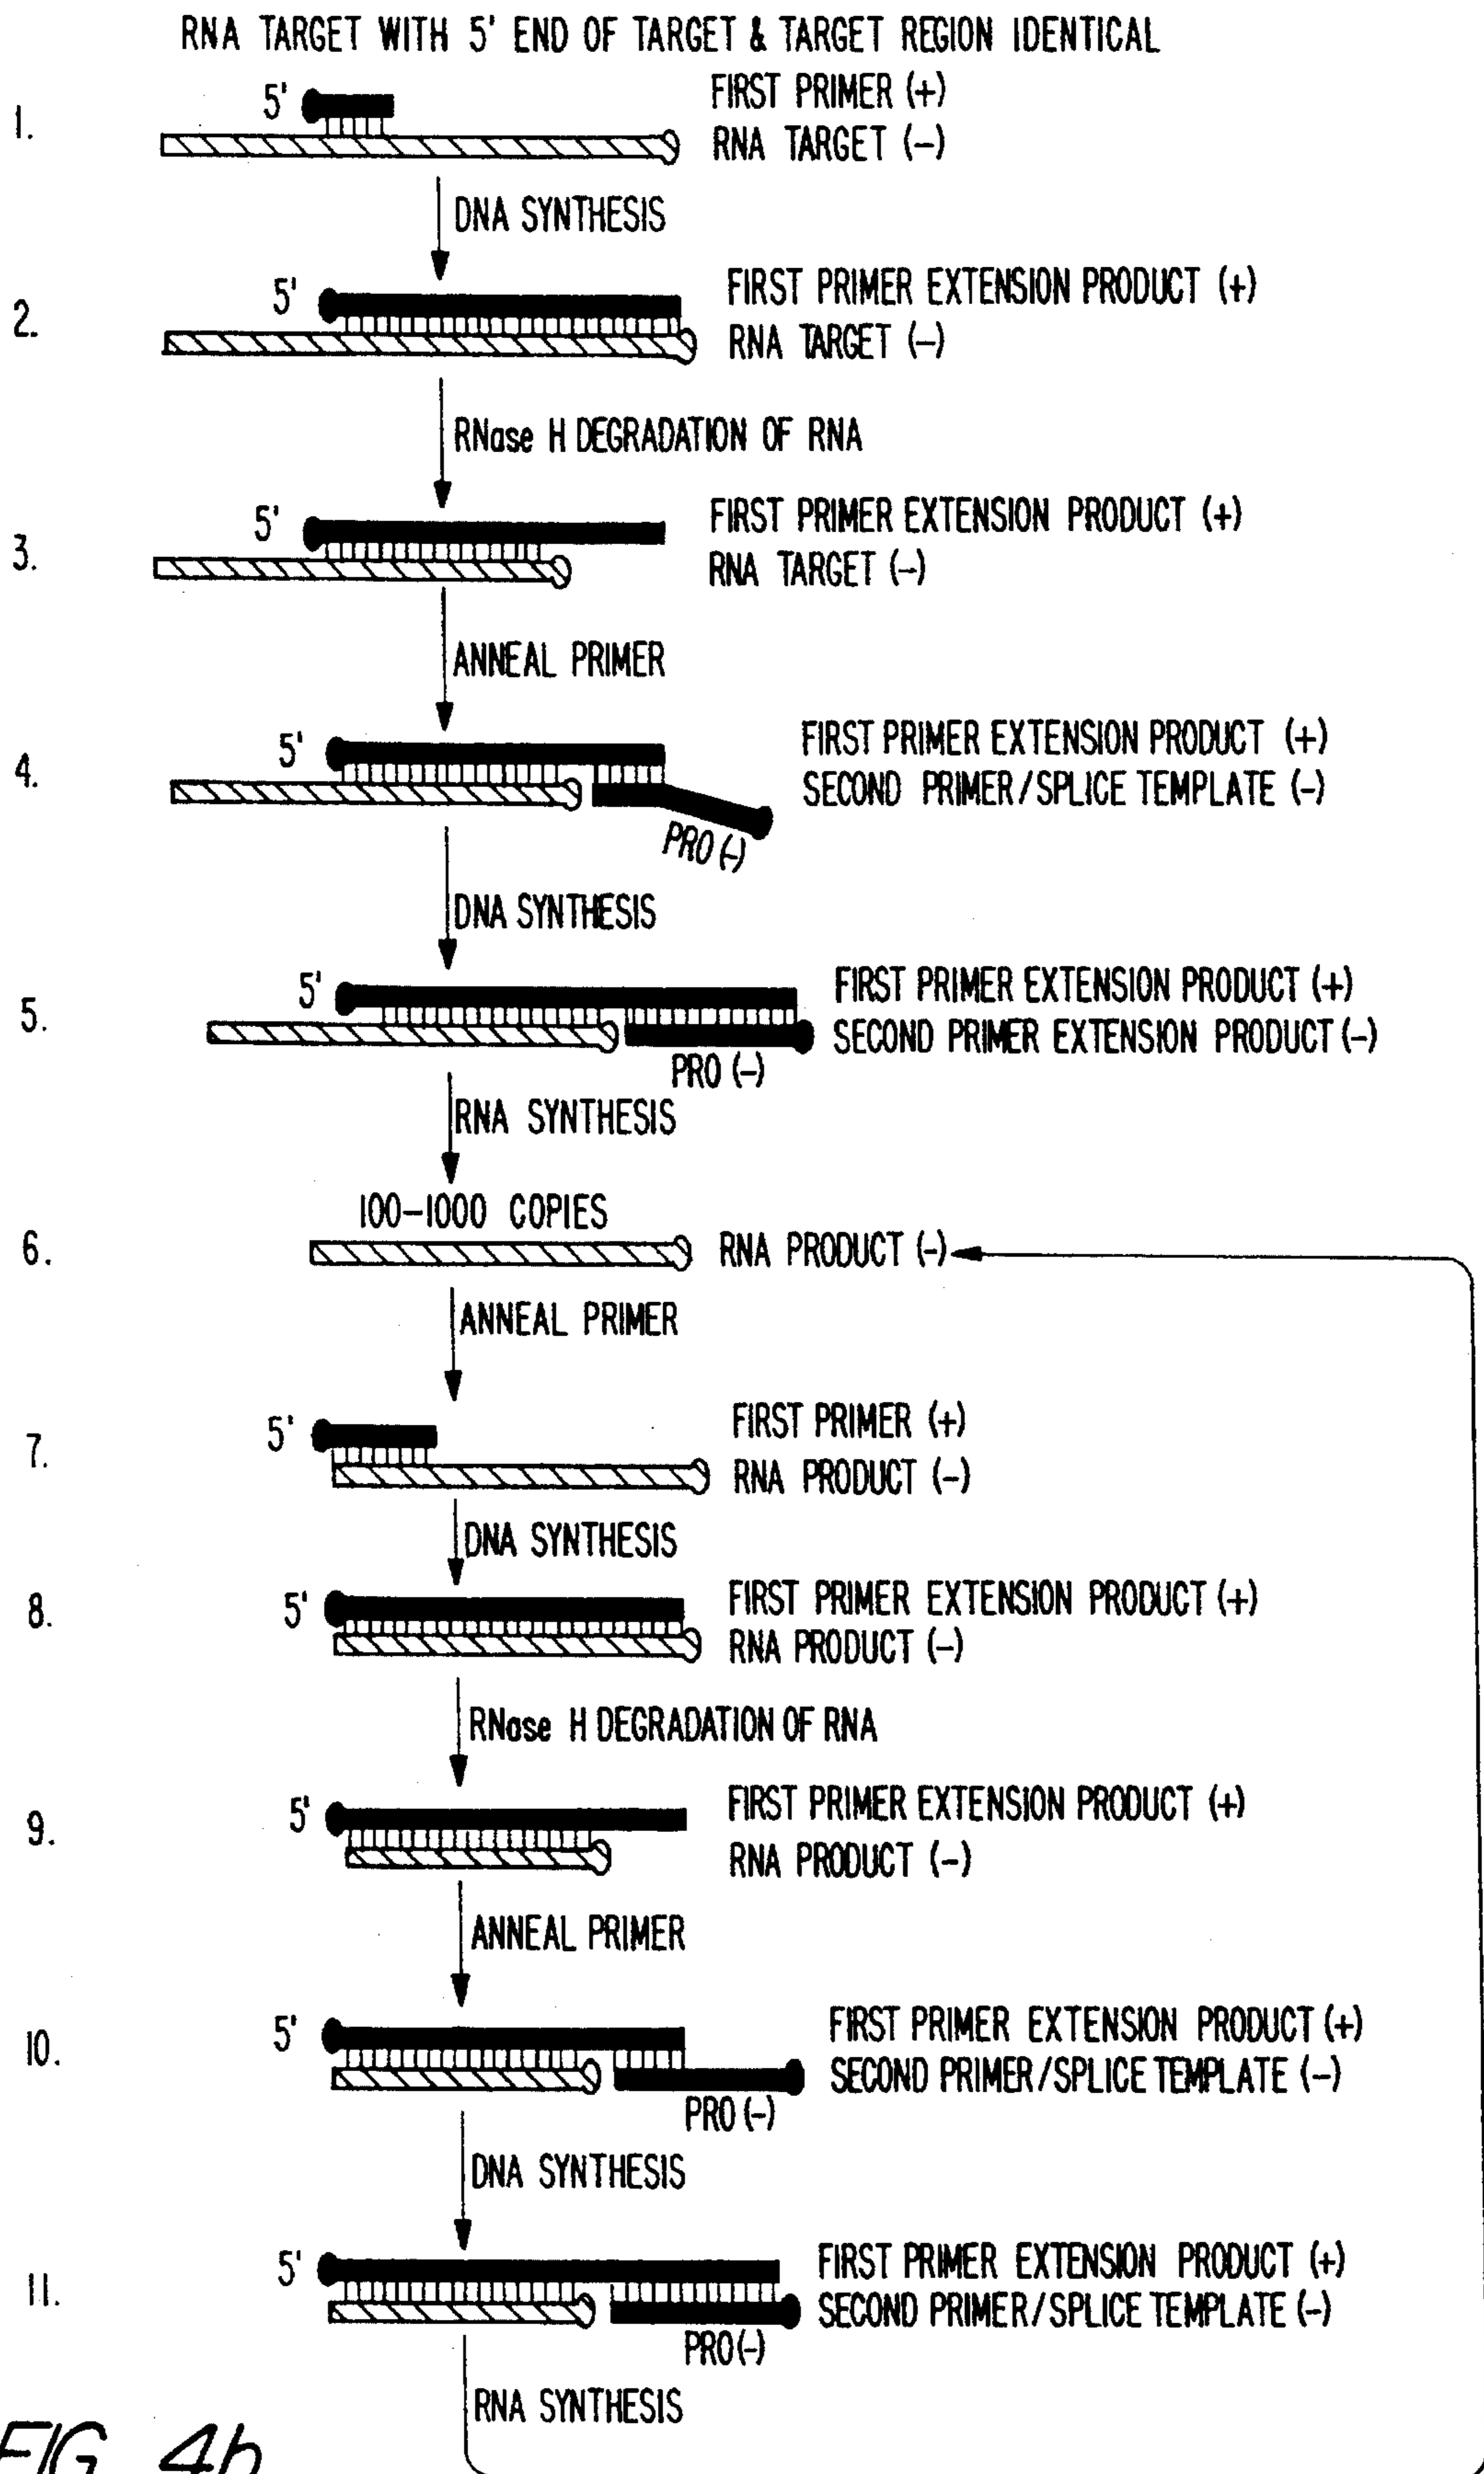 RNA TARGET WITH 5' END OF TARGET & TARGET REGION IDENTICAL
1.
5'
FIRST PRIMER (+)
RNA TARGET (-)
DNA SYNTHESIS
2.
5'
FIRST PRIMER EXTENSION PRODUCT (+)
RNA TARGET (-)
RNase H DEGRADATION OF RNA
3.
5'
FIRST PRIMER EXTENSION PRODUCT (+)
RNA TARGET (-)
ANNEAL PRIMER
4.
5'
FIRST PRIMER EXTENSION PRODUCT (+)
SECOND PRIMER/SPLICE TEMPLATE (-)
PRO (-)
DNA SYNTHESIS
5.
5'
FIRST PRIMER EXTENSION PRODUCT (+)
SECOND PRIMER EXTENSION PRODUCT (-)
PRO (-)
RNA SYNTHESIS
100-1000 COPIES
6.
RNA PRODUCT (-)
ANNEAL PRIMER
7.
5'
FIRST PRIMER (+)
RNA PRODUCT (-)
DNA SYNTHESIS
8.
5'
FIRST PRIMER EXTENSION PRODUCT (+)
RNA PRODUCT (-)
RNase H DEGRADATION OF RNA
9.
5'
FIRST PRIMER EXTENSION PRODUCT (+)
RNA PRODUCT (-)
ANNEAL PRIMER
10.
5'
FIRST PRIMER EXTENSION PRODUCT (+)
SECOND PRIMER/SPLICE TEMPLATE (-)
PRO (-)
DNA SYNTHESIS
11.
5'
FIRST PRIMER EXTENSION PRODUCT (+)
SECOND PRIMER/SPLICE TEMPLATE (-)
PRO (-)
RNA SYNTHESIS
FIG. 4b